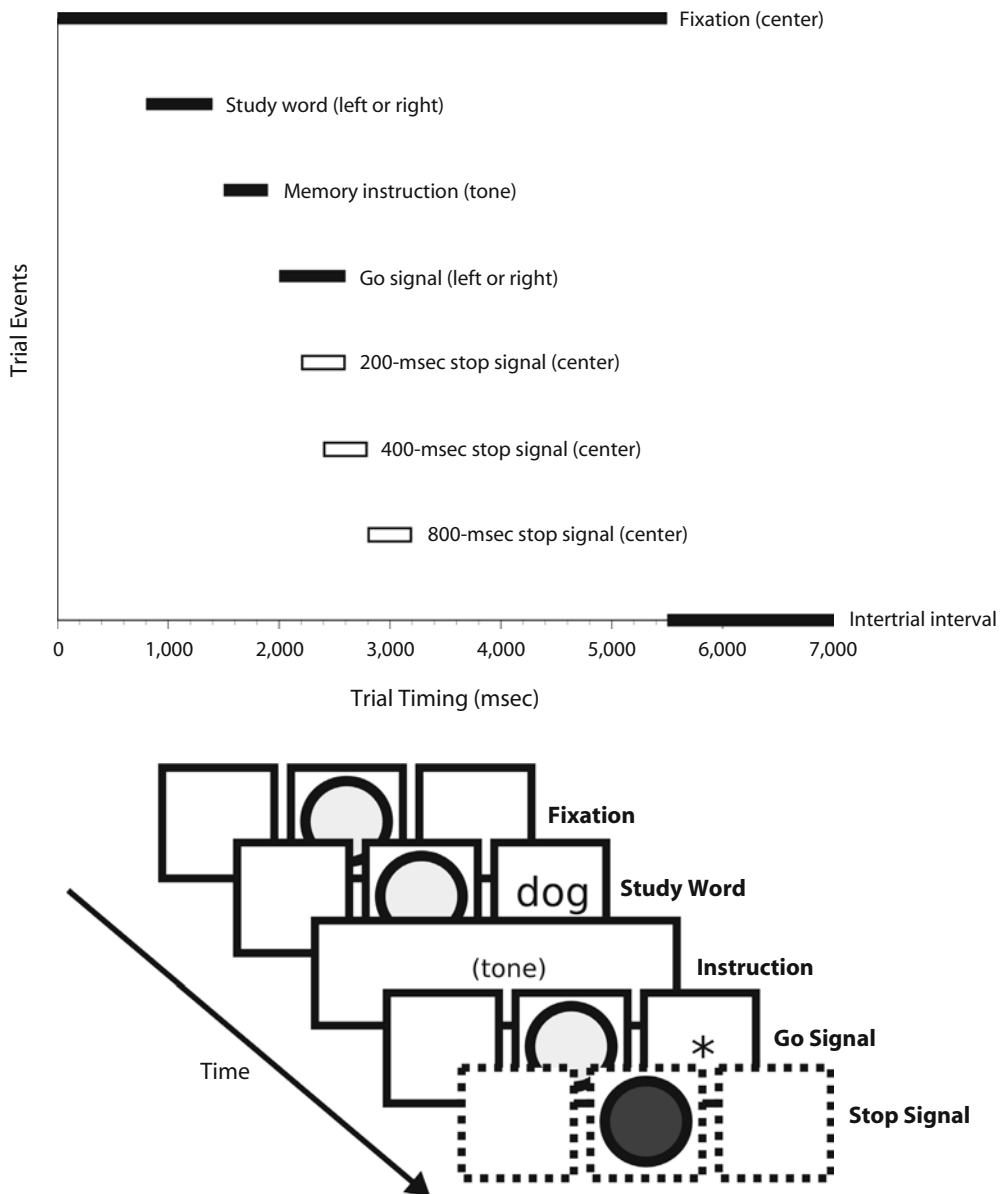 Fixation (center)
Study word (left or right)
Memory instruction (tone)
Go signal (left or right)
200-msec stop signal (center)
400-msec stop signal (center)
800-msec stop signal (center)
Intertrial interval
Trial Events
0 1,000 2,000 3,000 4,000 5,000 6,000 7,000
Trial Timing (msec)
Fixation
dog
Study Word
(tone)
Instruction
*
Go Signal
Time
Stop Signal